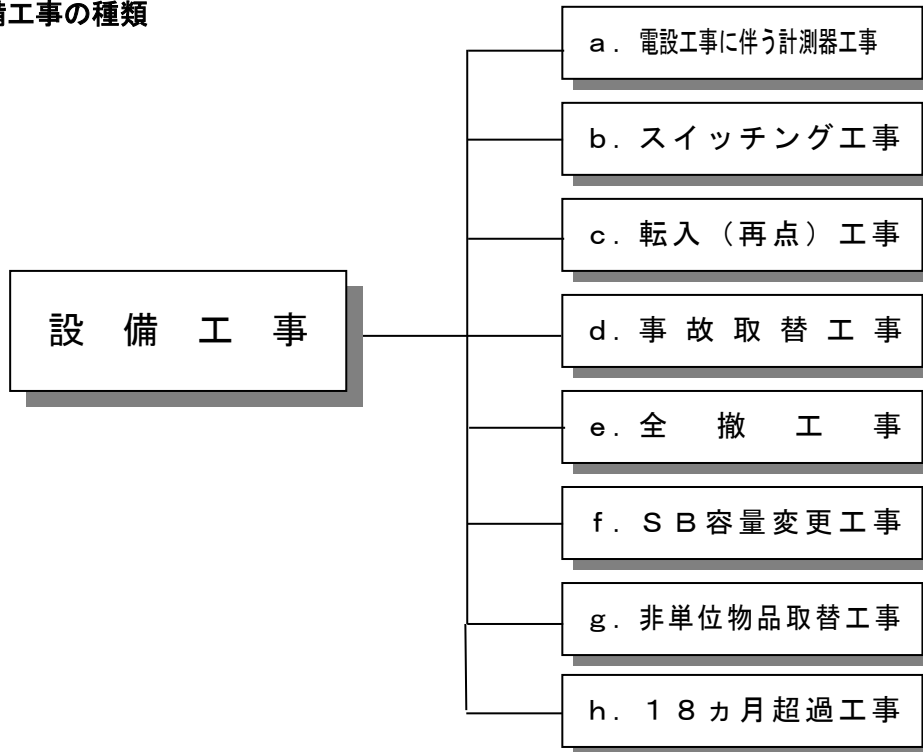 工事の種類
設備工事
a．電設工事に伴う計測器工事
b．スイッチング工事
c．転入（再点）工事
d．事故取替工事
e．全撤工事
f．ＳＢ容量変更工事
g．非単位物品取替工事
h．１８ヵ月超過工事